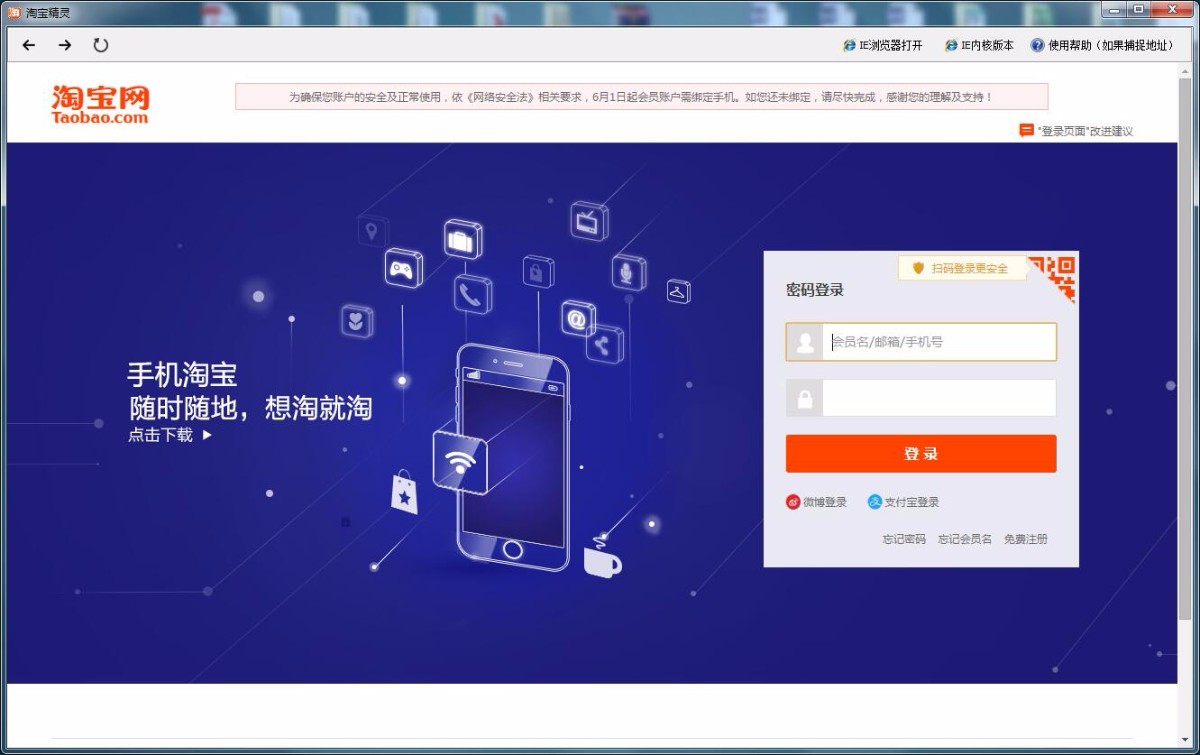 淘宝精灵
IE浏览器打开
IE内核版本
使用帮助（如果捕捉地址）
淘宝网
Taobao.com
为确保您账户的安全及正常使用，依《网络安全法》相关要求，6月1日起会员账户需绑定手机。如您还未绑定，请尽快完成，感谢您的理解及支持！
"登录页面"改进建议
手机淘宝
随时随地，想淘就淘
点击下载
扫码登录更安全
密码登录
会员名/邮箱/手机号
登 录
微博登录
支付宝登录
忘记密码
忘记会员名
免费注册